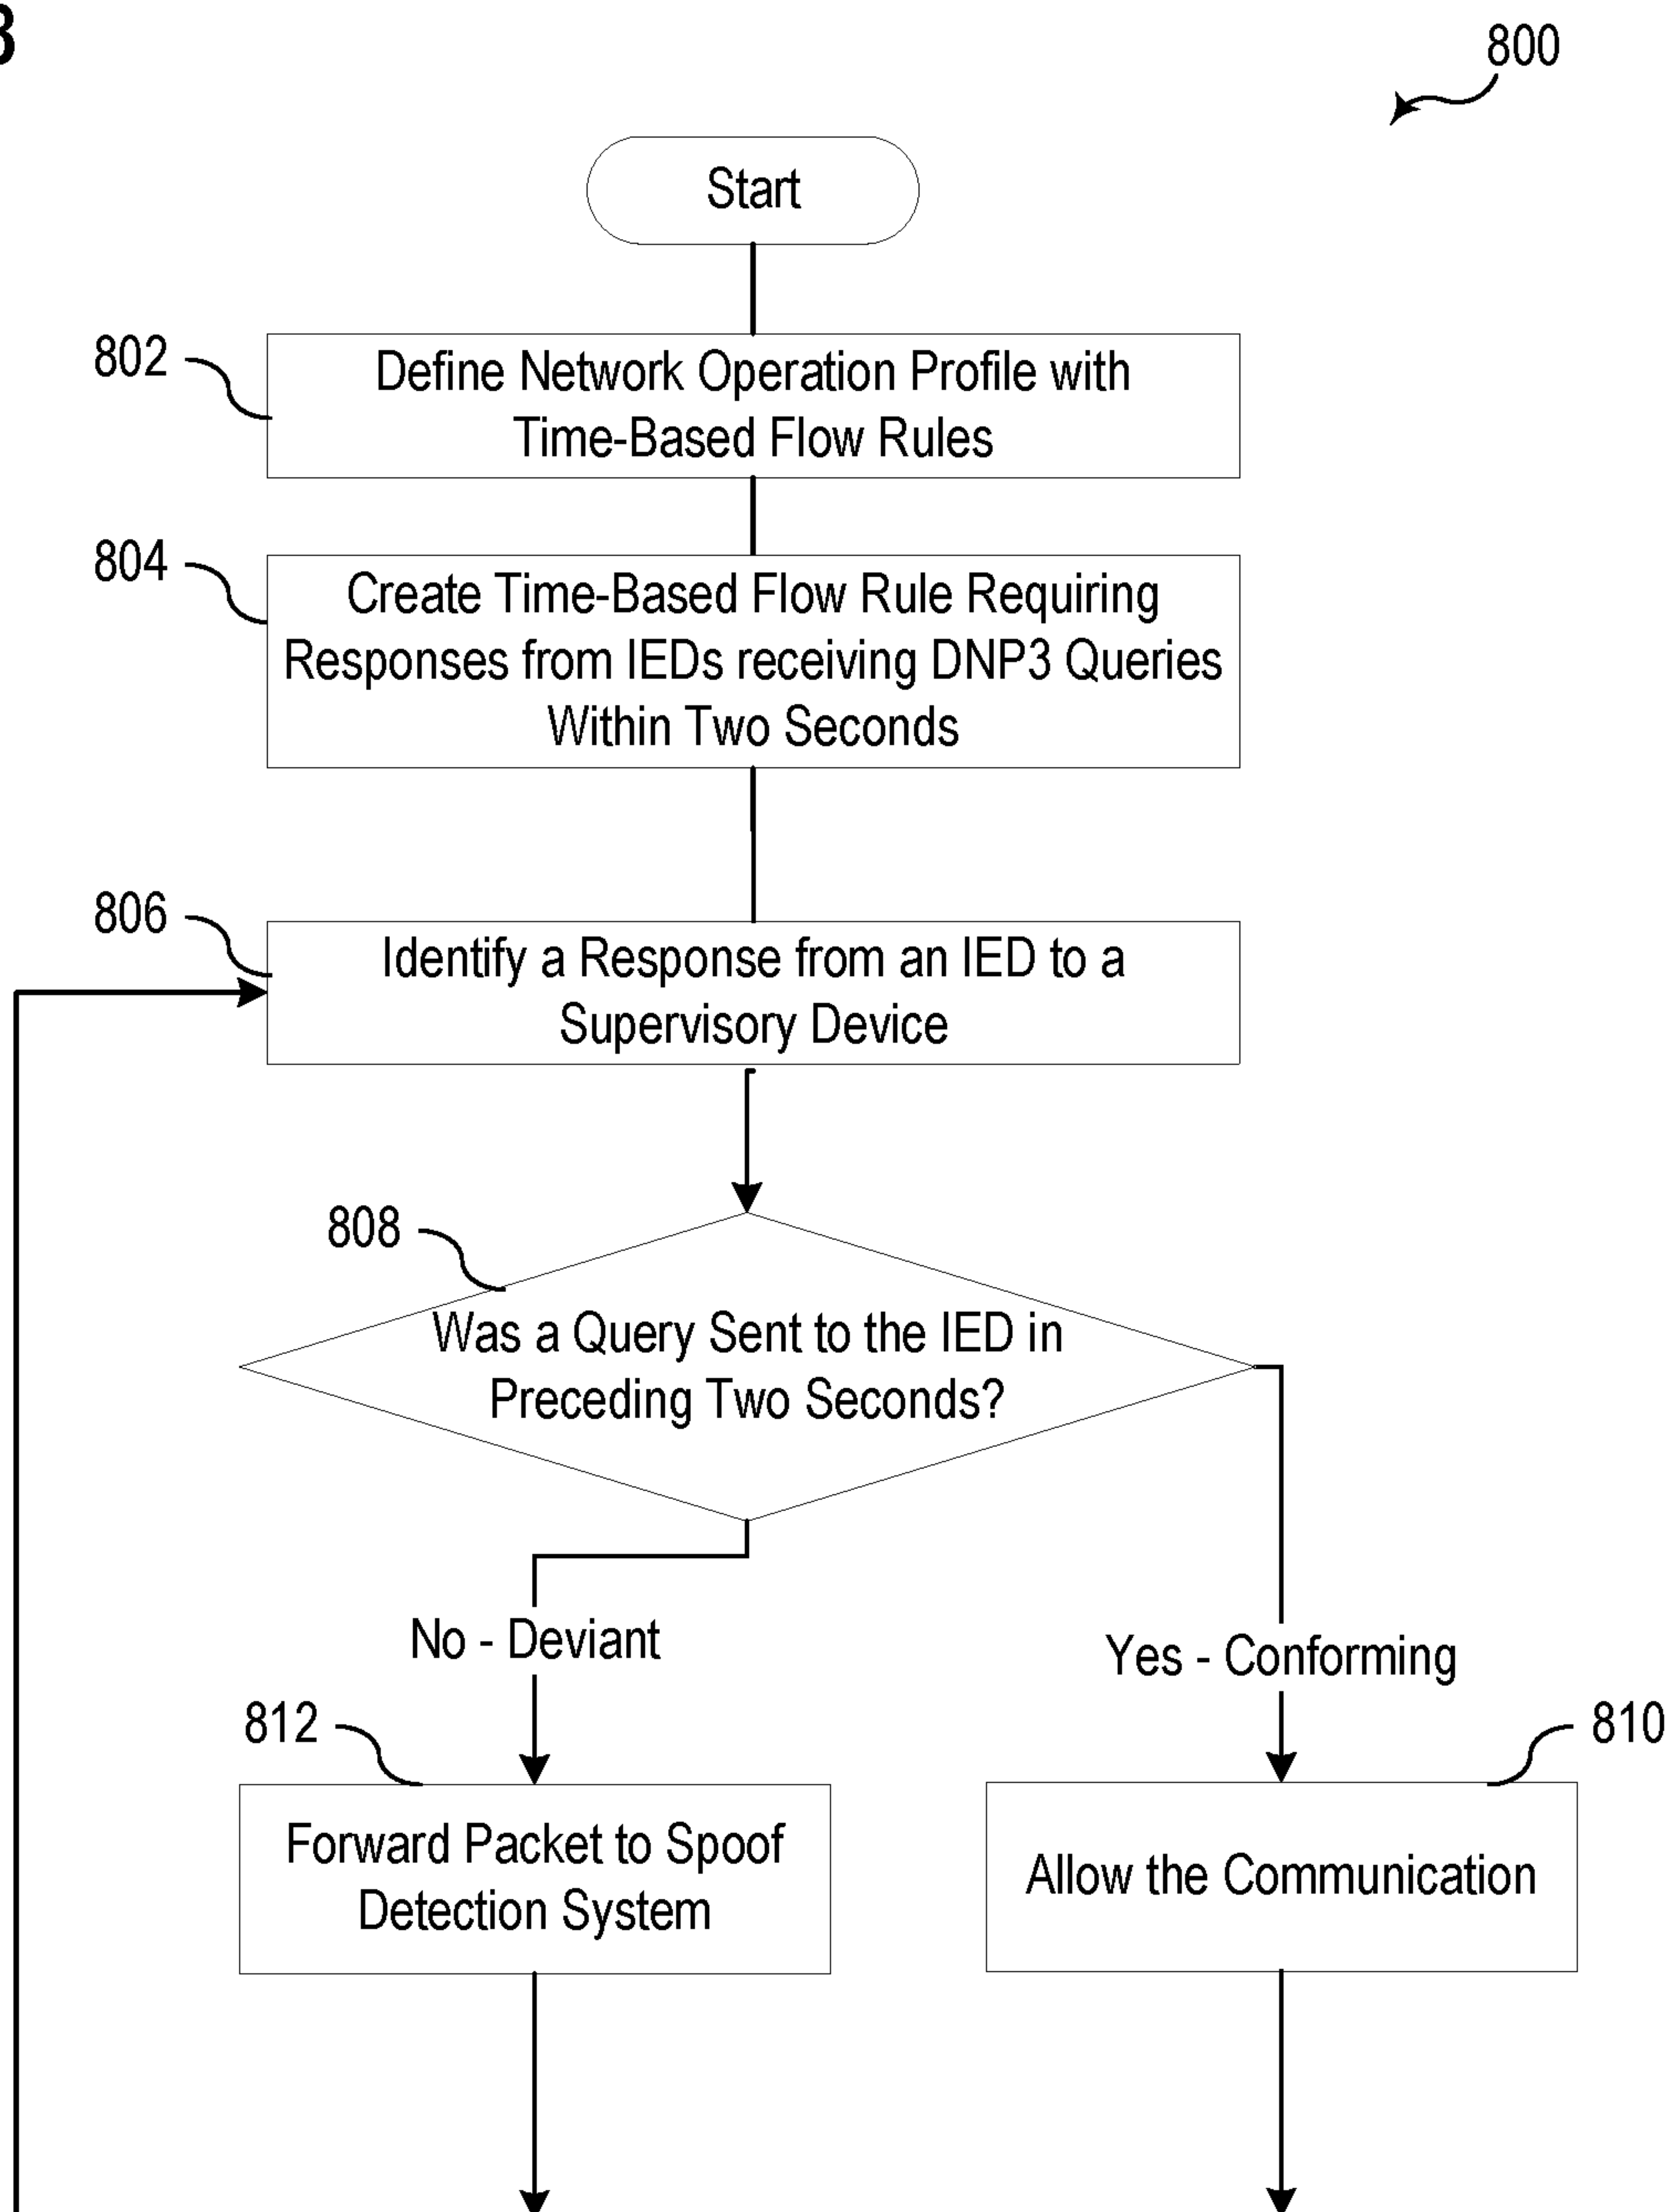 800
Start
802
Define Network Operation Profile with
Time-Based Flow Rules
804
Create Time-Based Flow Rule Requiring
Responses from IEDs receiving DNP3 Queries
Within Two Seconds
806
Identify a Response from an IED to a
Supervisory Device
808
Was a Query Sent to the IED in
Preceding Two Seconds?
No - Deviant
Yes - Conforming
812
810
Forward Packet to Spoof
Detection System
Allow the Communication